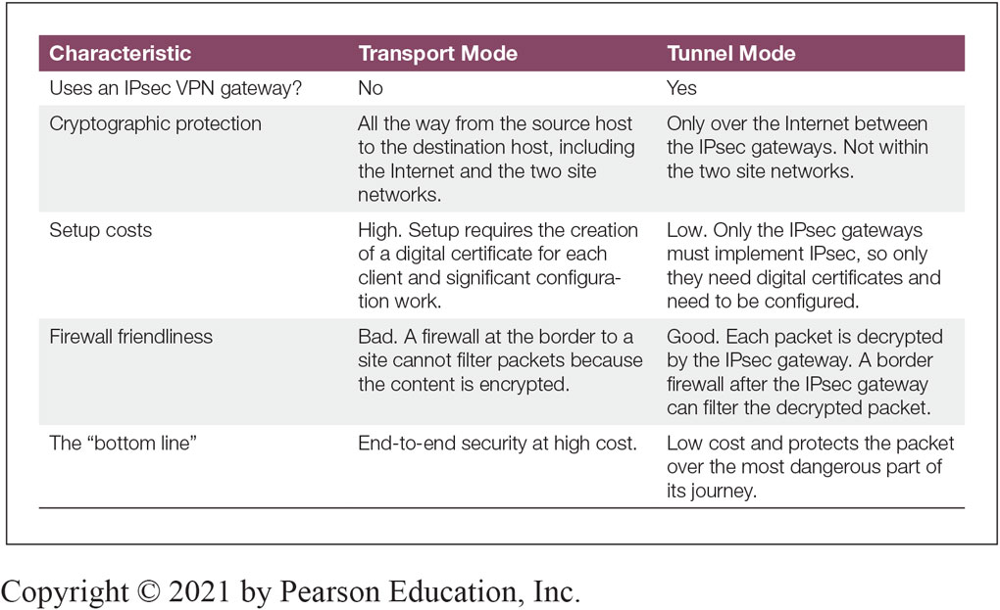 Characteristic Transport Mode Tunnel Mode
Uses an IPsec VPN gateway? No Yes
Cryptographic protection All the way from the source host Only over the Internet between
to the destination host, including the IPsec gateways. Not within
the Internet and the two site the two site networks.
networks.
Setup costs High. Setup requires the creation Low. Only the IPsec gateways
of a digital certificate for each must implement IPsec, so only
client and significant configura- they need digital certificates and
tion work. need to be configured.
Firewall friendliness Bad. A firewall at the border to a Good. Each packet is decrypted
site cannot filter packets because by the IPsec gateway. A border
the content is encrypted. firewall after the IPsec gateway
can filter the decrypted packet.
The “bottom line” End-to-end security at high cost. Low cost and protects the packet
over the most dangerous part of
its journey.
Copyright © 2021 by Pearson Education, Inc.